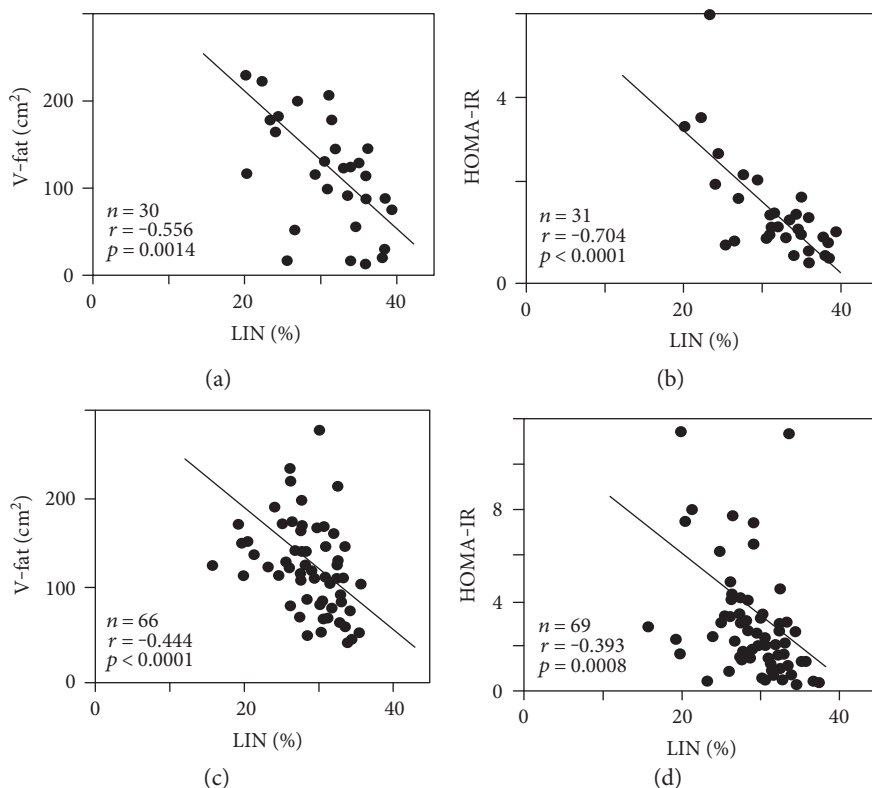 V-fat (cm²)
200
100
0
n = 30
r = −0.556
p = 0.0014
0 20 40
LIN (%)
(a)
HOMA-IR
4
2
0
n = 31
r = −0.704
p < 0.0001
0 20 40
LIN (%)
(b)
V-fat (cm²)
200
100
0
n = 66
r = −0.444
p < 0.0001
0 20 40
LIN (%)
(c)
HOMA-IR
8
4
0
n = 69
r = −0.393
p = 0.0008
0 20 40
LIN (%)
(d)